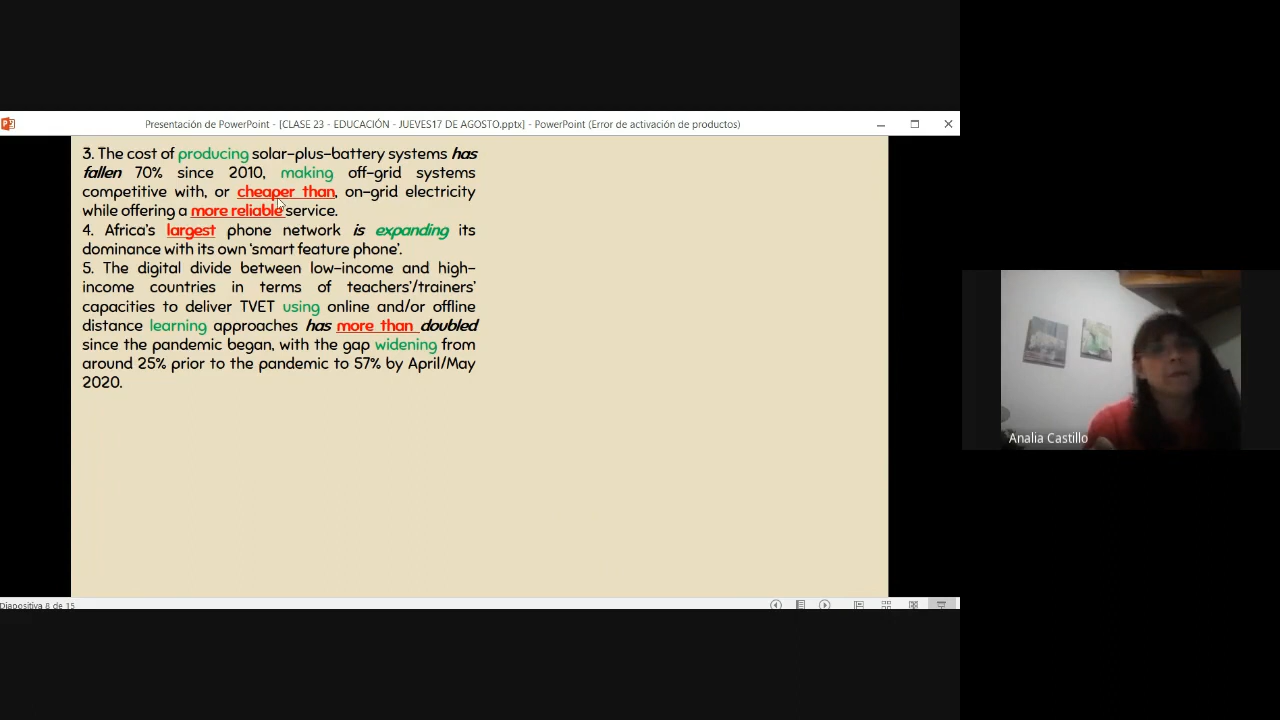 Presentación de PowerPoint - [CLASE 23 - EDUCACIÓN - JUEVES17 DE AGOSTO.pptx] - PowerPoint (Error de activación de productos)
3. The cost of producing solar-plus-battery systems has
fallen 70% since 2010, making off-grid systems
competitive with, or cheaper than, on-grid electricity
while offering a more reliable service.
4. Africa's largest phone network is expanding its
dominance with its own 'smart feature phone'.
5. The digital divide between low-income and high-
income countries in terms of teachers'/trainers'
capacities to deliver TVET using online and/or offline
distance learning approaches has more than doubled
since the pandemic began, with the gap widening from
around 25% prior to the pandemic to 57% by April/May
2020.
Analia Castillo
Diapositiva 8 de 15